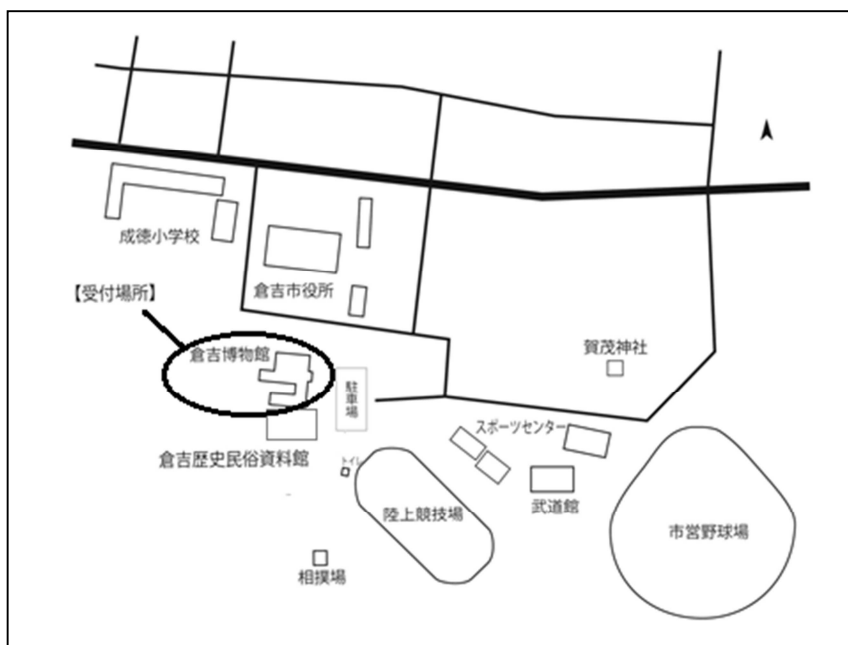 成徳小学校
倉吉市役所
【受付場所】
倉吉博物館
賀茂神社
駐車場
スポーツセンター
倉吉歴史民俗資料館
トイレ
武道館
陸上競技場
市営野球場
相撲場